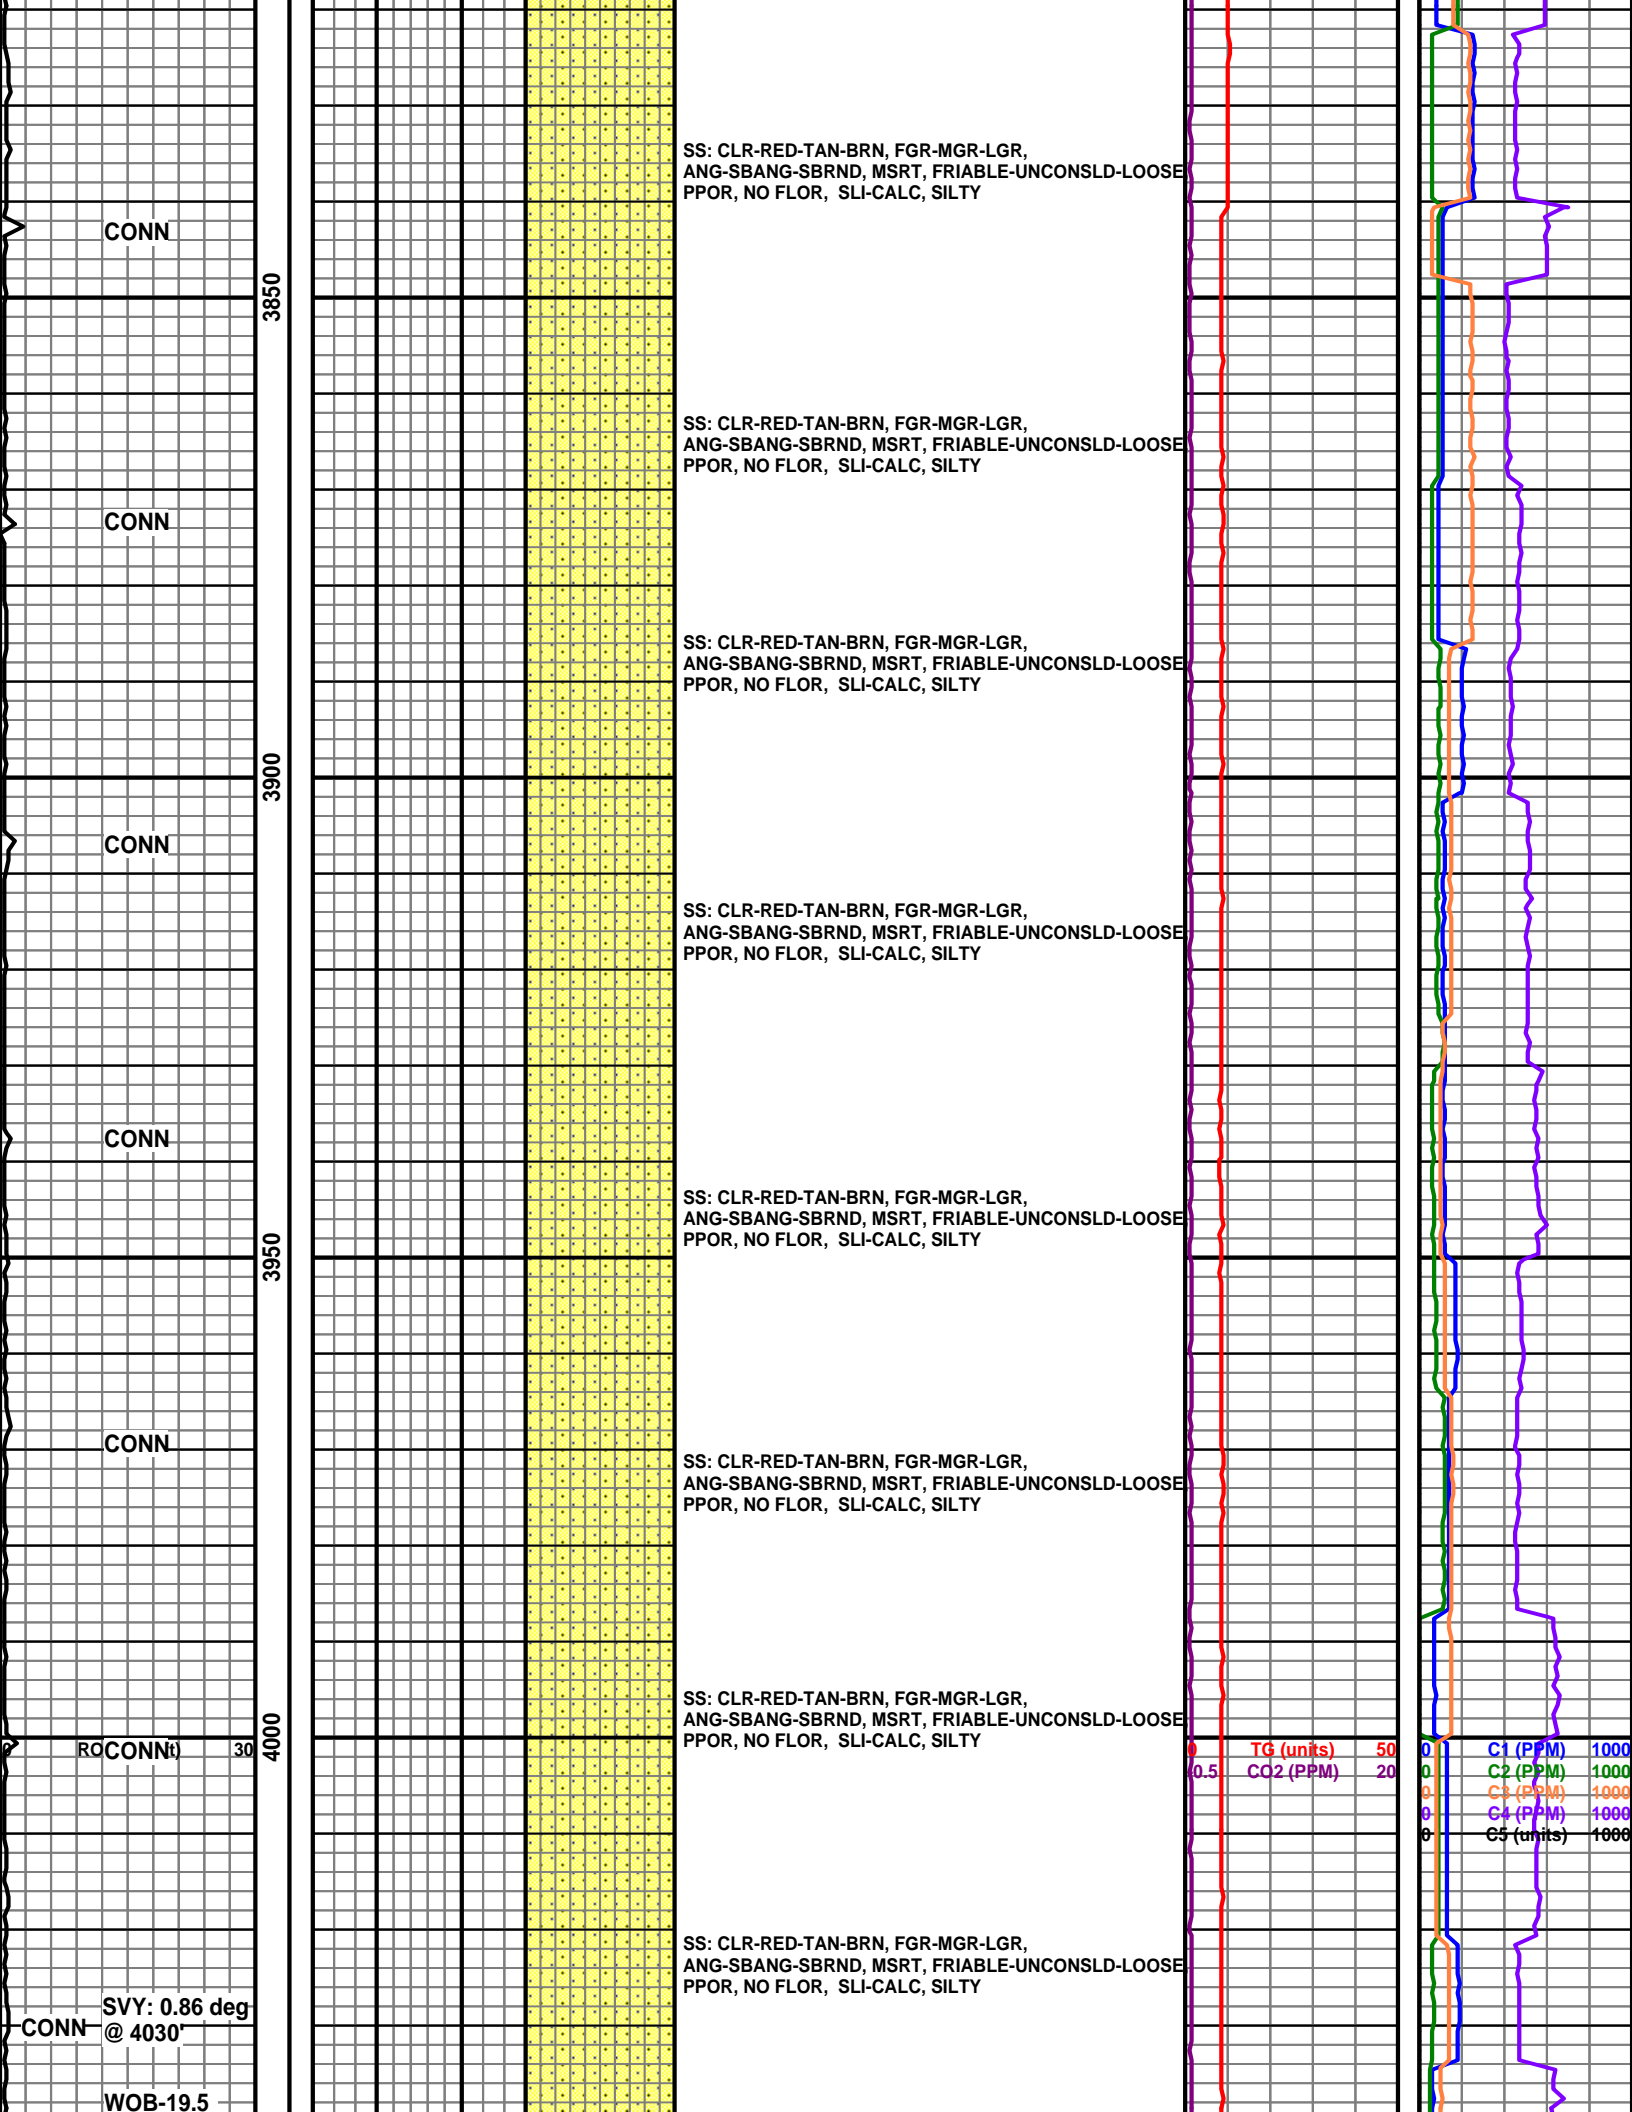 SS: CLR-RED-TAN-BRN, FGR-MGR-LGR,
ANG-SBANG-SBRND, MSRT, FRIABLE-UNCONSLD-LOOSE
PPOR, NO FLOR, SLI-CALC, SILTY
CONN
3850
SS: CLR-RED-TAN-BRN, FGR-MGR-LGR,
ANG-SBANG-SBRND, MSRT, FRIABLE-UNCONSLD-LOOSE
PPOR, NO FLOR, SLI-CALC, SILTY
CONN
SS: CLR-RED-TAN-BRN, FGR-MGR-LGR,
ANG-SBANG-SBRND, MSRT, FRIABLE-UNCONSLD-LOOSE
PPOR, NO FLOR, SLI-CALC, SILTY
3900
CONN
SS: CLR-RED-TAN-BRN, FGR-MGR-LGR,
ANG-SBANG-SBRND, MSRT, FRIABLE-UNCONSLD-LOOSE
PPOR, NO FLOR, SLI-CALC, SILTY
CONN
SS: CLR-RED-TAN-BRN, FGR-MGR-LGR,
ANG-SBANG-SBRND, MSRT, FRIABLE-UNCONSLD-LOOSE
PPOR, NO FLOR, SLI-CALC, SILTY
3950
CONN
SS: CLR-RED-TAN-BRN, FGR-MGR-LGR,
ANG-SBANG-SBRND, MSRT, FRIABLE-UNCONSLD-LOOSE
PPOR, NO FLOR, SLI-CALC, SILTY
SS: CLR-RED-TAN-BRN, FGR-MGR-LGR,
ANG-SBANG-SBRND, MSRT, FRIABLE-UNCONSLD-LOOSE
PPOR, NO FLOR, SLI-CALC, SILTY
4000
0 CONN 30
0 TG (units) 50
0.5 CO2 (PPM) 20
0 C1 (PPM) 1000
0 C2 (PPM) 1000
0 C3 (PPM) 1000
0 C4 (PPM) 1000
0 C5 (units) 1000
SS: CLR-RED-TAN-BRN, FGR-MGR-LGR,
ANG-SBANG-SBRND, MSRT, FRIABLE-UNCONSLD-LOOSE
PPOR, NO FLOR, SLI-CALC, SILTY
SVY: 0.86 deg
@ 4030'
CONN
WOB-19.5